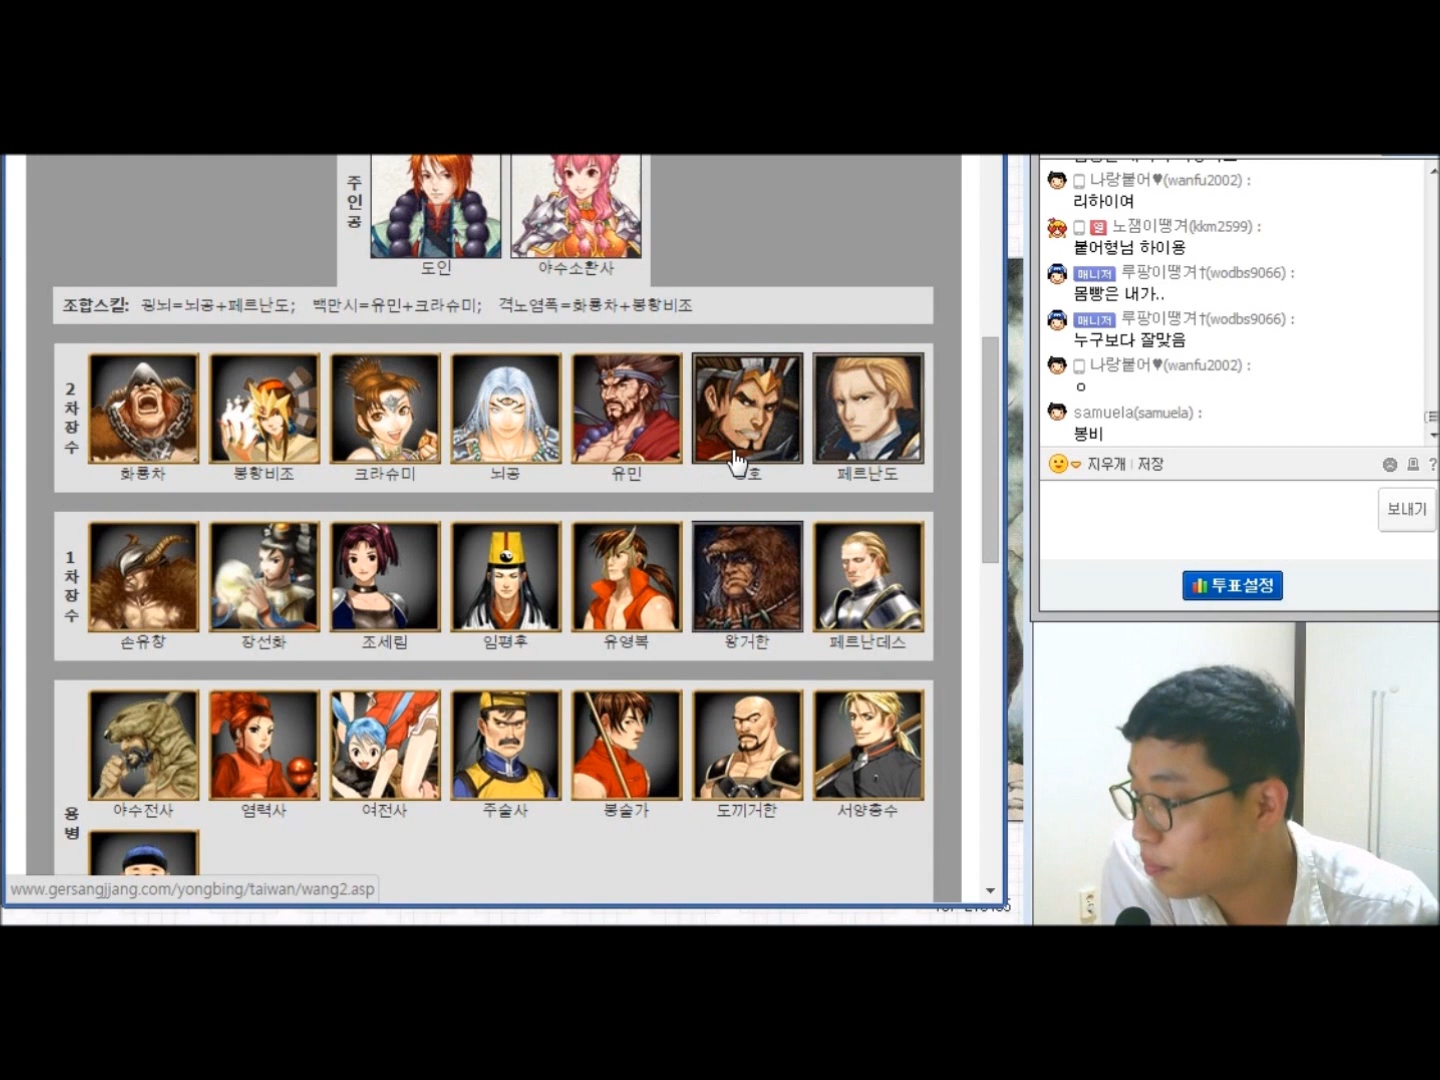 주인공
도인 야수소환사
조합스킬: 굉뇌=뇌공+페르난도; 백만시=유민+크라슈미; 격노염폭=화룡차+봉황비조
2차장수
화룡차 봉황비조 크라슈미 뇌공 유민 호 페르난도
1차장수
손유창 장선화 조세림 임평후 유영복 왕거한 페르난데스
용병
야수전사 염력사 여전사 주술사 봉술가 도끼거한 서양총수
www.gersangjjang.com/yongbing/taiwan/wang2.asp
나랑붙어♥(wanfu2002) :
리하이여
열 노잼이땡겨(kkm2599) :
붙어형님 하이용
매니저 루팡이땡겨†(wodbs9066) :
몸빵은 내가..
매니저 루팡이땡겨†(wodbs9066) :
누구보다 잘맞음
나랑붙어♥(wanfu2002) :
ㅇ
samuela(samuela) :
봉비
지우개 | 저장
보내기
투표설정